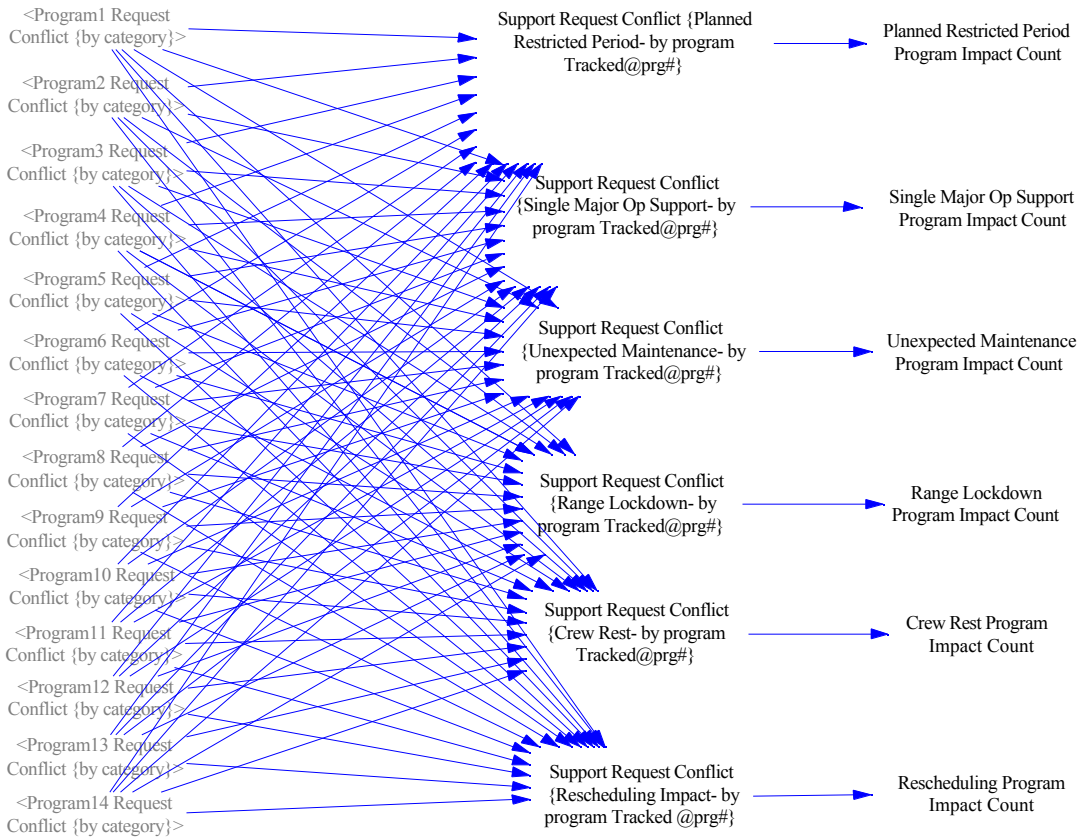 <Program1 Request
Conflict {by category}>
<Program2 Request
Conflict {by category}>
<Program3 Request
Conflict {by category}>
<Program4 Request
Conflict {by category}>
<Program5 Request
Conflict {by category}>
<Program6 Request
Conflict {by category}>
<Program7 Request
Conflict {by category}>
<Program8 Request
Conflict {by category}>
<Program9 Request
Conflict {by category}>
<Program10 Request
Conflict {by category}>
<Program11 Request
Conflict {by category}>
<Program12 Request
Conflict {by category}>
<Program13 Request
Conflict {by category}>
<Program14 Request
Conflict {by category}>
Support Request Conflict {Planned
Restricted Period- by program
Tracked@prg#}
Support Request Conflict
{Single Major Op Support- by
program Tracked@prg#}
Support Request Conflict
{Unexpected Maintenance- by
program Tracked@prg#}
Support Request Conflict
{Range Lockdown- by
program Tracked@prg#}
Support Request Conflict
{Crew Rest- by program
Tracked@prg#}
Support Request Conflict
{Rescheduling Impact- by
program Tracked @prg#}
Planned Restricted Period
Program Impact Count
Single Major Op Support
Program Impact Count
Unexpected Maintenance
Program Impact Count
Range Lockdown
Program Impact Count
Crew Rest Program
Impact Count
Rescheduling Program
Impact Count